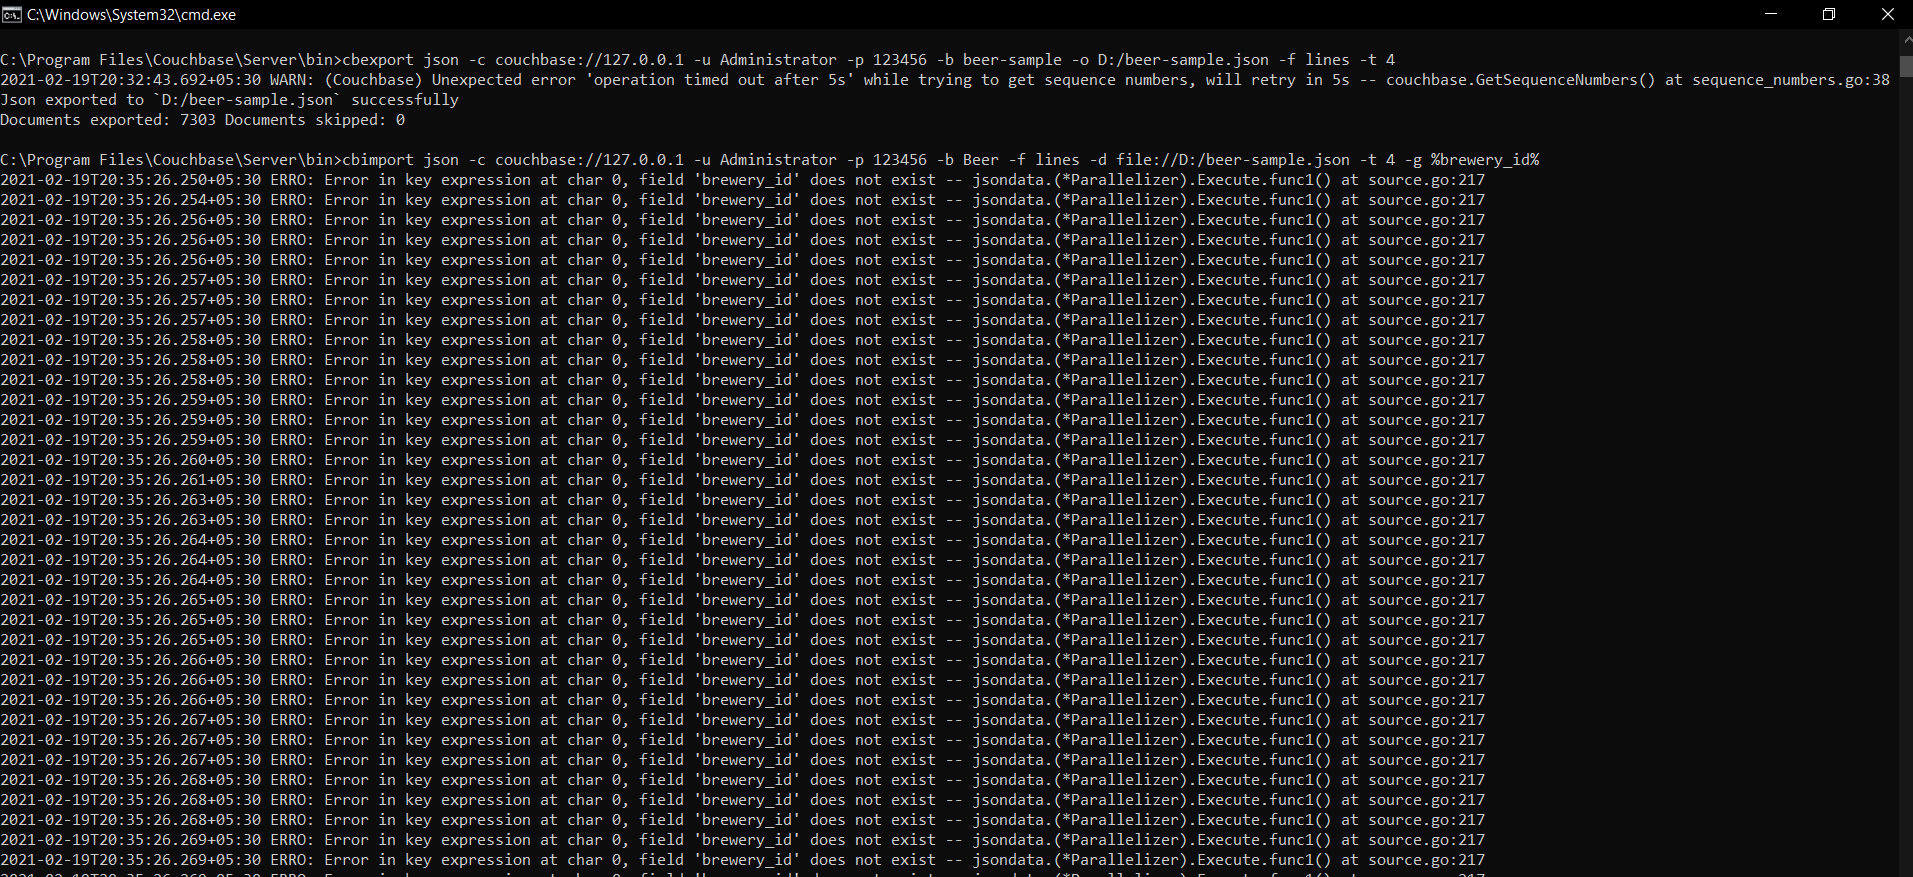 C:\Windows\System32\cmd.exe
C:\Program Files\Couchbase\Server\bin>cbexport json -c couchbase://127.0.0.1 -u Administrator -p 123456 -b beer-sample -o D:/beer-sample.json -f lines -t 4
2021-02-19T20:32:43.692+05:30 WARN: (Couchbase) Unexpected error 'operation timed out after 5s' while trying to get sequence numbers, will retry in 5s -- couchbase.GetSequenceNumbers() at sequence_numbers.go:38
Json exported to `D:/beer-sample.json` successfully
Documents exported: 7303 Documents skipped: 0
C:\Program Files\Couchbase\Server\bin>cbimport json -c couchbase://127.0.0.1 -u Administrator -p 123456 -b Beer -f lines -d file://D:/beer-sample.json -t 4 -g %brewery_id%
2021-02-19T20:35:26.250+05:30 ERRO: Error in key expression at char 0, field 'brewery_id' does not exist -- jsondata.(*Parallelizer).Execute.func1() at source.go:217
2021-02-19T20:35:26.254+05:30 ERRO: Error in key expression at char 0, field 'brewery_id' does not exist -- jsondata.(*Parallelizer).Execute.func1() at source.go:217
2021-02-19T20:35:26.256+05:30 ERRO: Error in key expression at char 0, field 'brewery_id' does not exist -- jsondata.(*Parallelizer).Execute.func1() at source.go:217
2021-02-19T20:35:26.256+05:30 ERRO: Error in key expression at char 0, field 'brewery_id' does not exist -- jsondata.(*Parallelizer).Execute.func1() at source.go:217
2021-02-19T20:35:26.256+05:30 ERRO: Error in key expression at char 0, field 'brewery_id' does not exist -- jsondata.(*Parallelizer).Execute.func1() at source.go:217
2021-02-19T20:35:26.257+05:30 ERRO: Error in key expression at char 0, field 'brewery_id' does not exist -- jsondata.(*Parallelizer).Execute.func1() at source.go:217
2021-02-19T20:35:26.257+05:30 ERRO: Error in key expression at char 0, field 'brewery_id' does not exist -- jsondata.(*Parallelizer).Execute.func1() at source.go:217
2021-02-19T20:35:26.257+05:30 ERRO: Error in key expression at char 0, field 'brewery_id' does not exist -- jsondata.(*Parallelizer).Execute.func1() at source.go:217
2021-02-19T20:35:26.258+05:30 ERRO: Error in key expression at char 0, field 'brewery_id' does not exist -- jsondata.(*Parallelizer).Execute.func1() at source.go:217
2021-02-19T20:35:26.258+05:30 ERRO: Error in key expression at char 0, field 'brewery_id' does not exist -- jsondata.(*Parallelizer).Execute.func1() at source.go:217
2021-02-19T20:35:26.258+05:30 ERRO: Error in key expression at char 0, field 'brewery_id' does not exist -- jsondata.(*Parallelizer).Execute.func1() at source.go:217
2021-02-19T20:35:26.259+05:30 ERRO: Error in key expression at char 0, field 'brewery_id' does not exist -- jsondata.(*Parallelizer).Execute.func1() at source.go:217
2021-02-19T20:35:26.259+05:30 ERRO: Error in key expression at char 0, field 'brewery_id' does not exist -- jsondata.(*Parallelizer).Execute.func1() at source.go:217
2021-02-19T20:35:26.259+05:30 ERRO: Error in key expression at char 0, field 'brewery_id' does not exist -- jsondata.(*Parallelizer).Execute.func1() at source.go:217
2021-02-19T20:35:26.260+05:30 ERRO: Error in key expression at char 0, field 'brewery_id' does not exist -- jsondata.(*Parallelizer).Execute.func1() at source.go:217
2021-02-19T20:35:26.261+05:30 ERRO: Error in key expression at char 0, field 'brewery_id' does not exist -- jsondata.(*Parallelizer).Execute.func1() at source.go:217
2021-02-19T20:35:26.263+05:30 ERRO: Error in key expression at char 0, field 'brewery_id' does not exist -- jsondata.(*Parallelizer).Execute.func1() at source.go:217
2021-02-19T20:35:26.263+05:30 ERRO: Error in key expression at char 0, field 'brewery_id' does not exist -- jsondata.(*Parallelizer).Execute.func1() at source.go:217
2021-02-19T20:35:26.264+05:30 ERRO: Error in key expression at char 0, field 'brewery_id' does not exist -- jsondata.(*Parallelizer).Execute.func1() at source.go:217
2021-02-19T20:35:26.264+05:30 ERRO: Error in key expression at char 0, field 'brewery_id' does not exist -- jsondata.(*Parallelizer).Execute.func1() at source.go:217
2021-02-19T20:35:26.264+05:30 ERRO: Error in key expression at char 0, field 'brewery_id' does not exist -- jsondata.(*Parallelizer).Execute.func1() at source.go:217
2021-02-19T20:35:26.265+05:30 ERRO: Error in key expression at char 0, field 'brewery_id' does not exist -- jsondata.(*Parallelizer).Execute.func1() at source.go:217
2021-02-19T20:35:26.265+05:30 ERRO: Error in key expression at char 0, field 'brewery_id' does not exist -- jsondata.(*Parallelizer).Execute.func1() at source.go:217
2021-02-19T20:35:26.265+05:30 ERRO: Error in key expression at char 0, field 'brewery_id' does not exist -- jsondata.(*Parallelizer).Execute.func1() at source.go:217
2021-02-19T20:35:26.266+05:30 ERRO: Error in key expression at char 0, field 'brewery_id' does not exist -- jsondata.(*Parallelizer).Execute.func1() at source.go:217
2021-02-19T20:35:26.266+05:30 ERRO: Error in key expression at char 0, field 'brewery_id' does not exist -- jsondata.(*Parallelizer).Execute.func1() at source.go:217
2021-02-19T20:35:26.266+05:30 ERRO: Error in key expression at char 0, field 'brewery_id' does not exist -- jsondata.(*Parallelizer).Execute.func1() at source.go:217
2021-02-19T20:35:26.267+05:30 ERRO: Error in key expression at char 0, field 'brewery_id' does not exist -- jsondata.(*Parallelizer).Execute.func1() at source.go:217
2021-02-19T20:35:26.267+05:30 ERRO: Error in key expression at char 0, field 'brewery_id' does not exist -- jsondata.(*Parallelizer).Execute.func1() at source.go:217
2021-02-19T20:35:26.267+05:30 ERRO: Error in key expression at char 0, field 'brewery_id' does not exist -- jsondata.(*Parallelizer).Execute.func1() at source.go:217
2021-02-19T20:35:26.268+05:30 ERRO: Error in key expression at char 0, field 'brewery_id' does not exist -- jsondata.(*Parallelizer).Execute.func1() at source.go:217
2021-02-19T20:35:26.268+05:30 ERRO: Error in key expression at char 0, field 'brewery_id' does not exist -- jsondata.(*Parallelizer).Execute.func1() at source.go:217
2021-02-19T20:35:26.268+05:30 ERRO: Error in key expression at char 0, field 'brewery_id' does not exist -- jsondata.(*Parallelizer).Execute.func1() at source.go:217
2021-02-19T20:35:26.269+05:30 ERRO: Error in key expression at char 0, field 'brewery_id' does not exist -- jsondata.(*Parallelizer).Execute.func1() at source.go:217
2021-02-19T20:35:26.269+05:30 ERRO: Error in key expression at char 0, field 'brewery_id' does not exist -- jsondata.(*Parallelizer).Execute.func1() at source.go:217